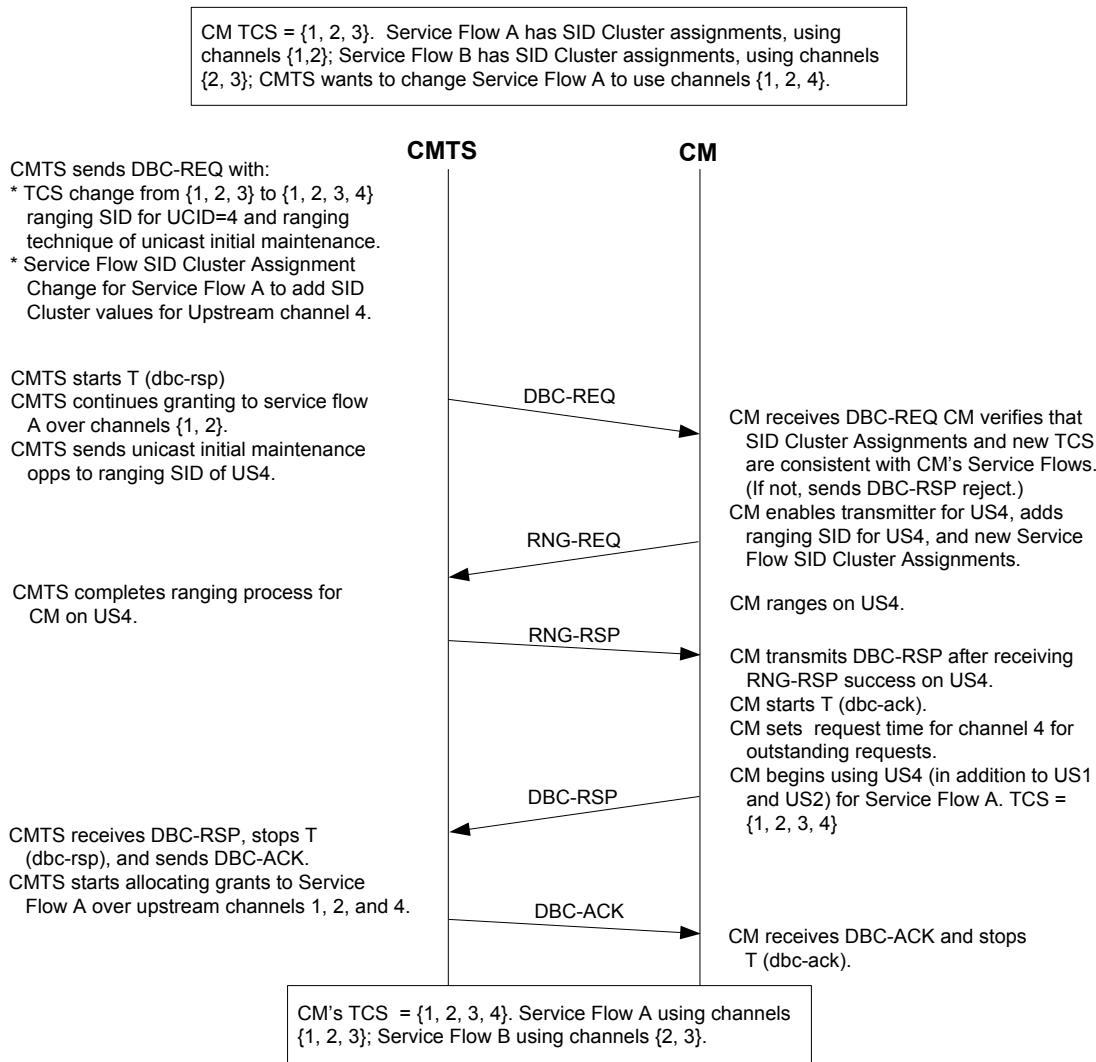 CM TCS = {1, 2, 3}.  Service Flow A has SID Cluster assignments, using
channels {1,2}; Service Flow B has SID Cluster assignments, using channels
{2, 3}; CMTS wants to change Service Flow A to use channels {1, 2, 4}.
CMTS
CM
CMTS sends DBC-REQ with:
* TCS change from {1, 2, 3} to {1, 2, 3, 4}
ranging SID for UCID=4 and ranging
technique of unicast initial maintenance.
* Service Flow SID Cluster Assignment
Change for Service Flow A to add SID
Cluster values for Upstream channel 4.
CMTS starts T (dbc-rsp)
CMTS continues granting to service flow
A over channels {1, 2}.
CMTS sends unicast initial maintenance
opps to ranging SID of US4.
DBC-REQ
CM receives DBC-REQ CM verifies that
SID Cluster Assignments and new TCS
are consistent with CM's Service Flows.
(If not, sends DBC-RSP reject.)
CM enables transmitter for US4, adds
ranging SID for US4, and new Service
Flow SID Cluster Assignments.
RNG-REQ
CMTS completes ranging process for
CM on US4.
CM ranges on US4.
RNG-RSP
CM transmits DBC-RSP after receiving
RNG-RSP success on US4.
CM starts T (dbc-ack).
CM sets  request time for channel 4 for
outstanding requests.
CM begins using US4 (in addition to US1
and US2) for Service Flow A. TCS =
{1, 2, 3, 4}
DBC-RSP
CMTS receives DBC-RSP, stops T
(dbc-rsp), and sends DBC-ACK.
CMTS starts allocating grants to Service
Flow A over upstream channels 1, 2, and 4.
DBC-ACK
CM receives DBC-ACK and stops
T (dbc-ack).
CM's TCS  = {1, 2, 3, 4}. Service Flow A using channels
{1, 2, 3}; Service Flow B using channels {2, 3}.